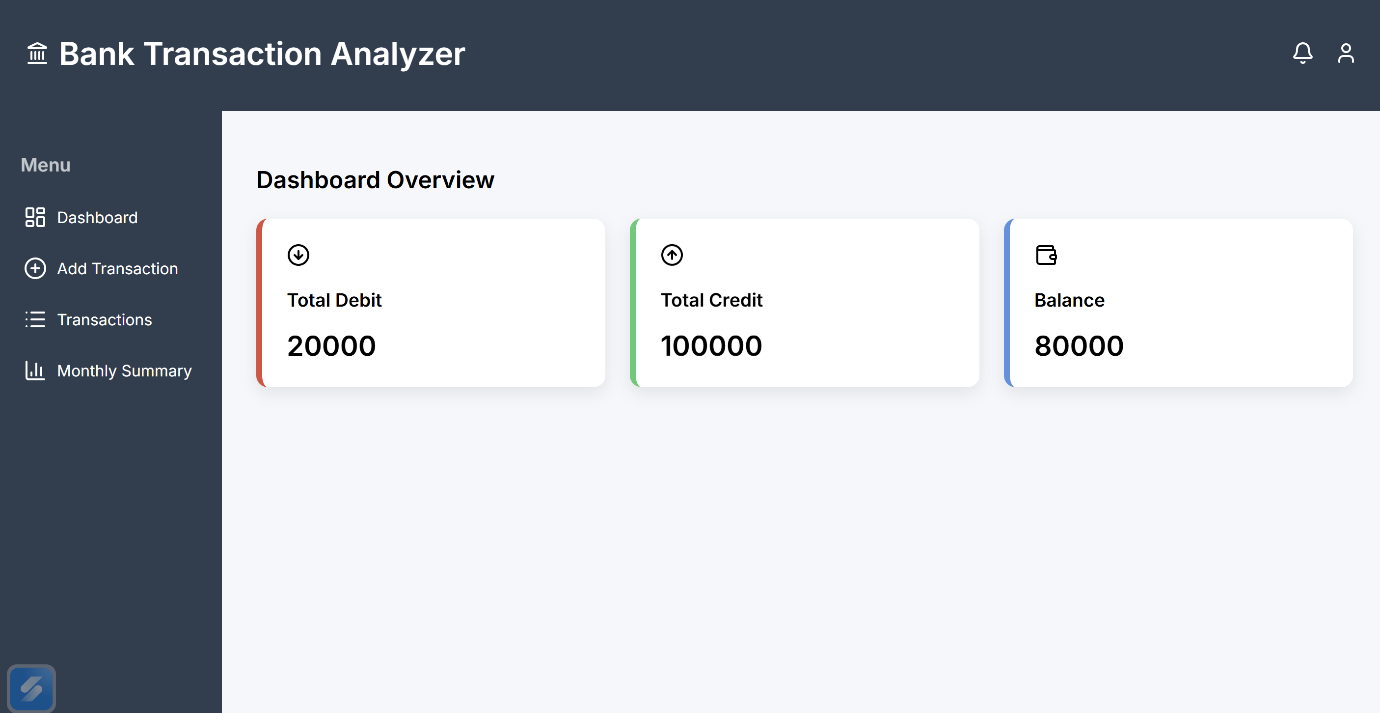 Bank Transaction Analyzer
Menu
Dashboard
Add Transaction
Transactions
Monthly Summary
Dashboard Overview
Total Debit
20000
Total Credit
100000
Balance
80000